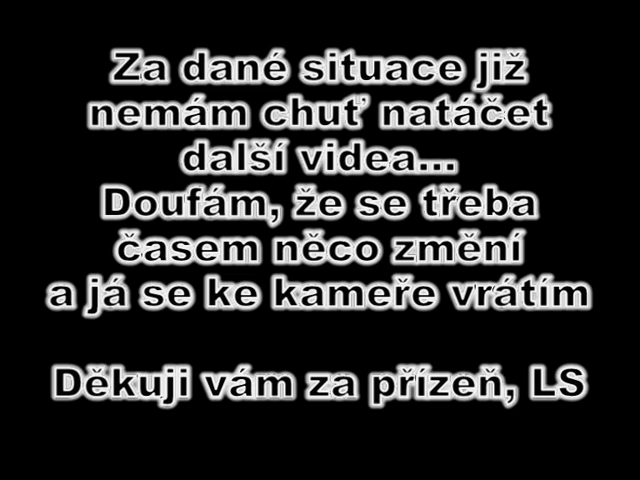 Za dané situace již
nemám chuť natáčet
další videa...
Doufám, že se třeba
časem něco změní
a já se ke kameře vrátím
Děkuji vám za přízeň, LS